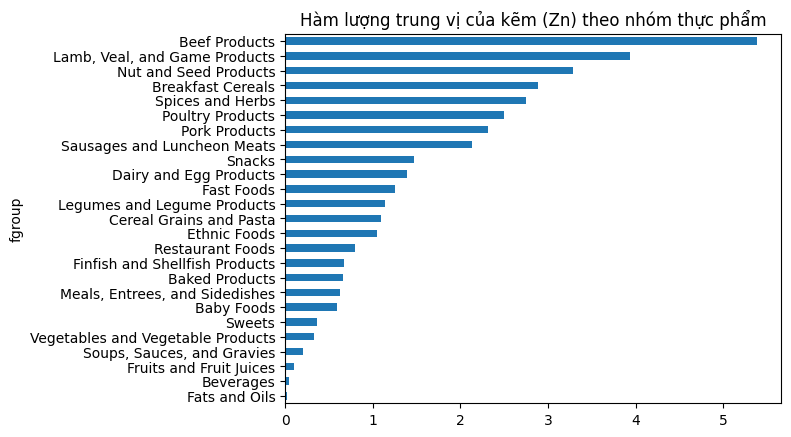 Hàm lượng trung vị của kẽm (Zn) theo nhóm thực phẩm
Beef Products
Lamb, Veal, and Game Products
Nut and Seed Products
Breakfast Cereals
Spices and Herbs
Poultry Products
Pork Products
Sausages and Luncheon Meats
Snacks
Dairy and Egg Products
Fast Foods
Legumes and Legume Products
Cereal Grains and Pasta
Ethnic Foods
Restaurant Foods
Finfish and Shellfish Products
Baked Products
Meals, Entrees, and Sidedishes
Baby Foods
Sweets
Vegetables and Vegetable Products
Soups, Sauces, and Gravies
Fruits and Fruit Juices
Beverages
Fats and Oils
fgroup
0 1 2 3 4 5